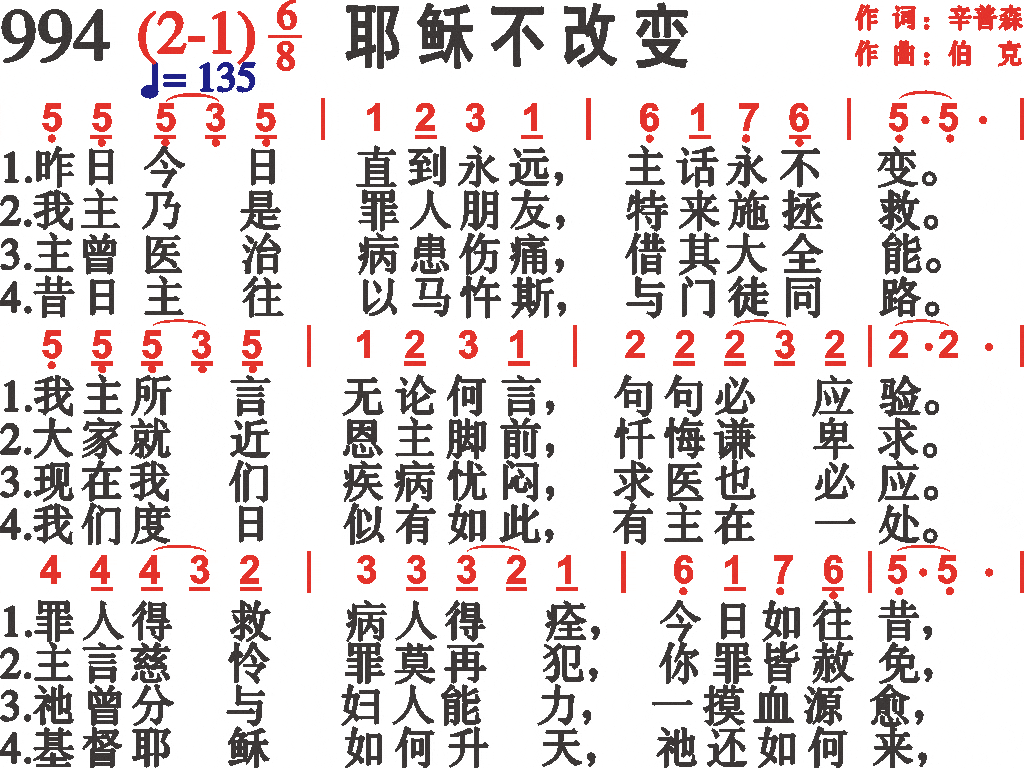 994 (2-1) 6/8 耶稣不改变 作词：辛普森
♩= 135 作曲：伯 克
5 5 5 3 5 | 1 2 3 1 | 6 1 7 6 | 5·5·|
1.昨日今日 直到永远，主话永不变。
2.我主乃是 罪人朋友，特来施拯救。
3.主曾医治 病患伤痛，借其大全能。
4.昔日主往 以马忤斯，与门徒同路。
5 5 5 3 5 | 1 2 3 1 | 2 2 2 3 2 | 2·2·|
1.我主所言 无论何言，句句必应验。
2.大家就近 恩主脚前，忏悔谦卑求。
3.现在我们 疾病忧闷，求医也必应。
4.我们度日 似有如此，有主在一处。
4 4 4 3 2 | 3 3 3 2 1 | 6 1 7 6 | 5·5·|
1.罪人得救 病人得痊，今日如往昔，
2.主言慈怜 罪莫再犯，你罪皆赦免，
3.祂曾分与 妇人能力，一摸血源愈，
4.基督耶稣 如何升天，祂还如何来，